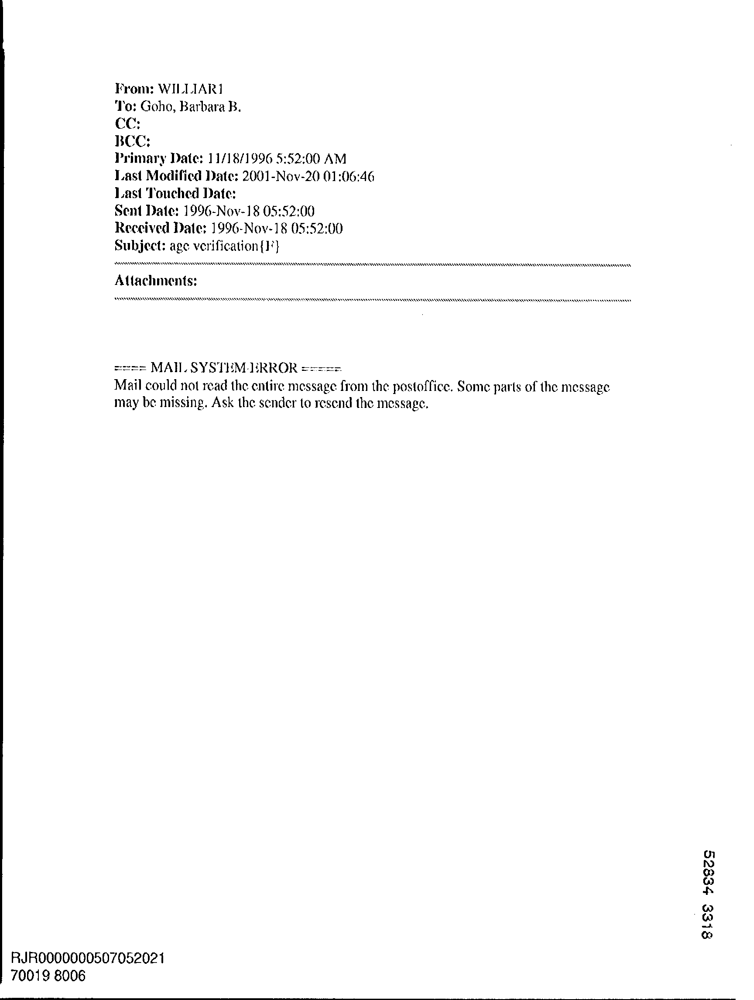 From: WILLIAR1
To: Goho, Barbara B.
CC:
BCC:
Primary Date: 11/18/1996 5:52:00 AM
Last Modified Date: 2001-Nov-20 01:06:46
Last Touched Date:
Sent Date: 1996-Nov-18 05:52:00
Received Date: 1996-Nov-18 05:52:00
Subject: age verification{F}
Attachments:
==== MAIL SYSTEM ERROR =====
Mail could not read the entire message from the postoffice. Some parts of the message
may be missing. Ask the sender to resend the message.
52834 3318
RJR0000000507052021
70019 8006